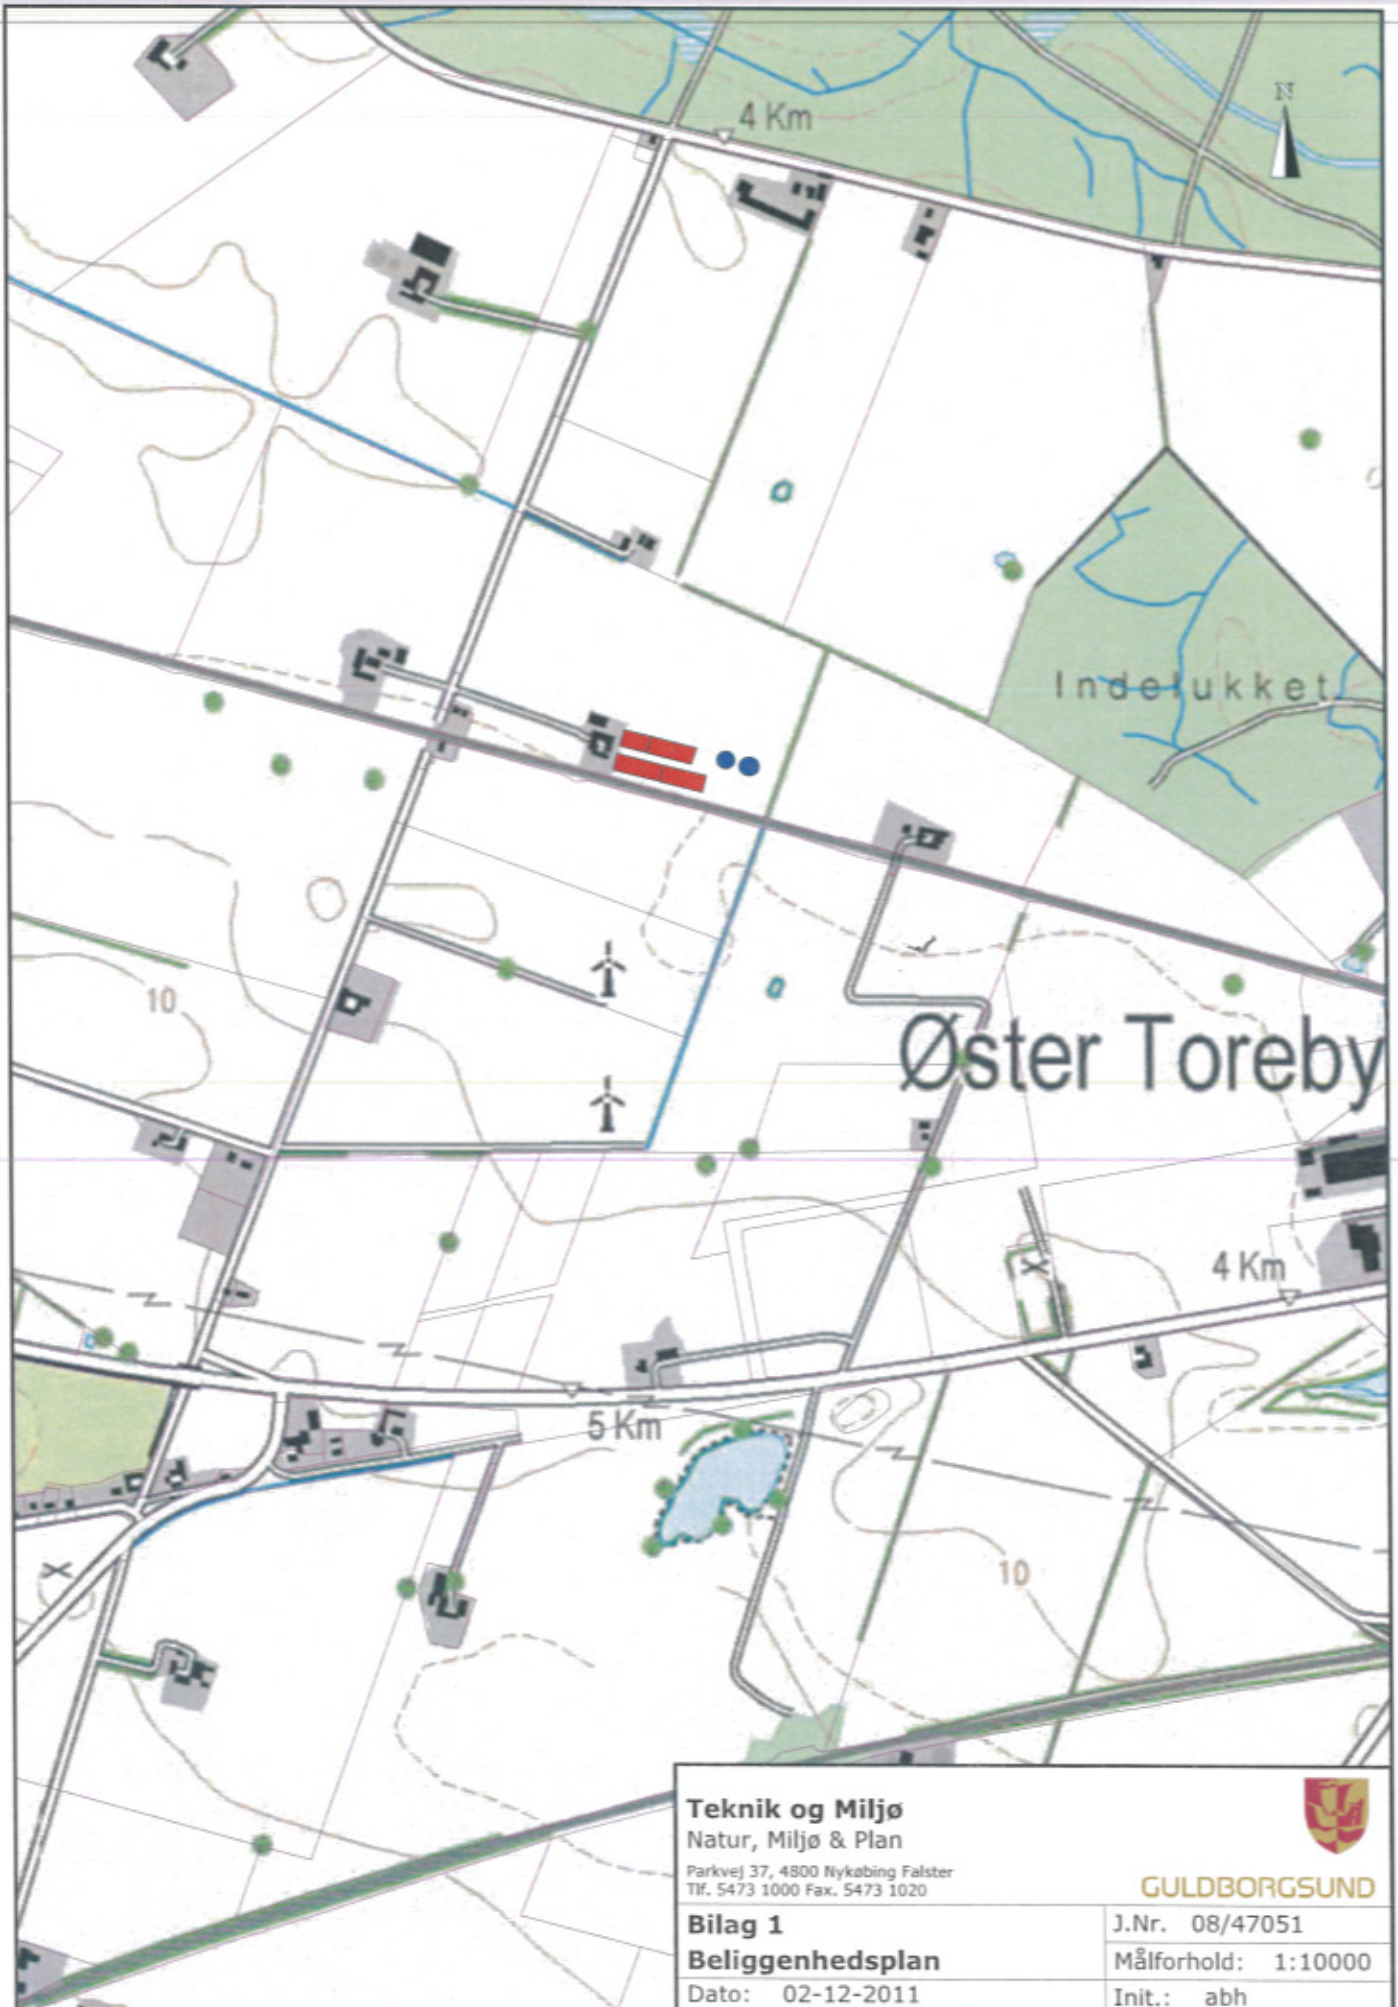 4 Km
N
Indelukket
10
Øster Toreby
4 Km
5 Km
10
Teknik og Miljø
Natur, Miljø & Plan
Parkvej 37, 4800 Nykøbing Falster
Tlf. 5473 1000 Fax. 5473 1020
GULDBORGSUND
Bilag 1
Beliggenhedsplan
Dato: 02-12-2011
J.Nr. 08/47051
Målforhold: 1:10000
Init.: abh